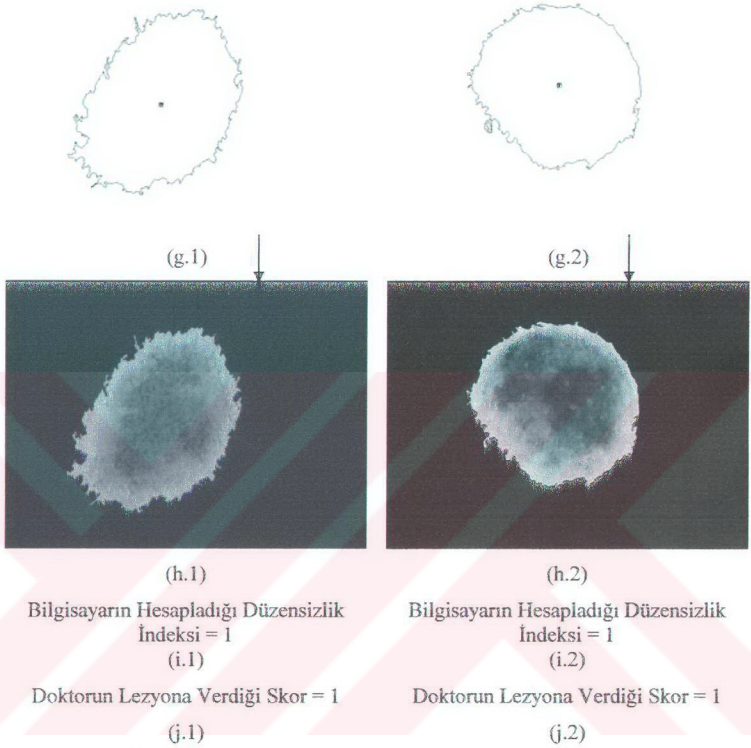 (g.1)
(g.2)
(h.1)
(h.2)
Bilgisayarın Hesapladığı Düzensizlik
İndeksi = 1
(i.1)
Bilgisayarın Hesapladığı Düzensizlik
İndeksi = 1
(i.2)
Doktorun Lezyona Verdiği Skor = 1
Doktorun Lezyona Verdiği Skor = 1
(j.1)
(j.2)